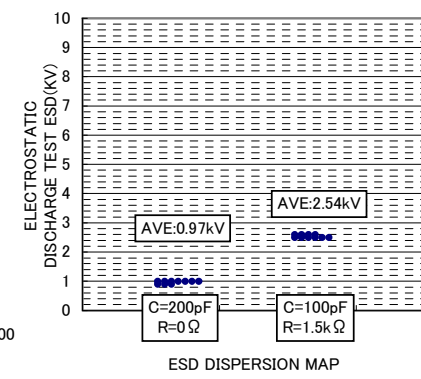 ELECTROSTATIC
DISCHARGE TEST ESD(KV)
10
9
8
7
6
5
4
3
2
1
0
AVE:0.97kV
AVE:2.54kV
C=200pF
R=0Ω
C=100pF
R=1.5kΩ
00
ESD DISPERSION MAP